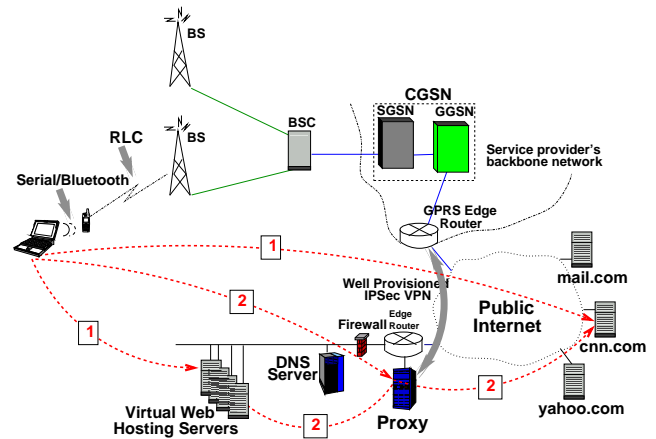 BS
CGSN
SGSN
GGSN
BSC
BS
RLC
Service provider's
backbone network
Serial/Bluetooth
GPRS Edge
Router
1
mail.com
Well Provisioned
IPSec VPN
2
Public
Internet
1
Edge
Router
Firewall
cnn.com
DNS
Server
2
Virtual Web
Hosting Servers
2
Proxy
yahoo.com